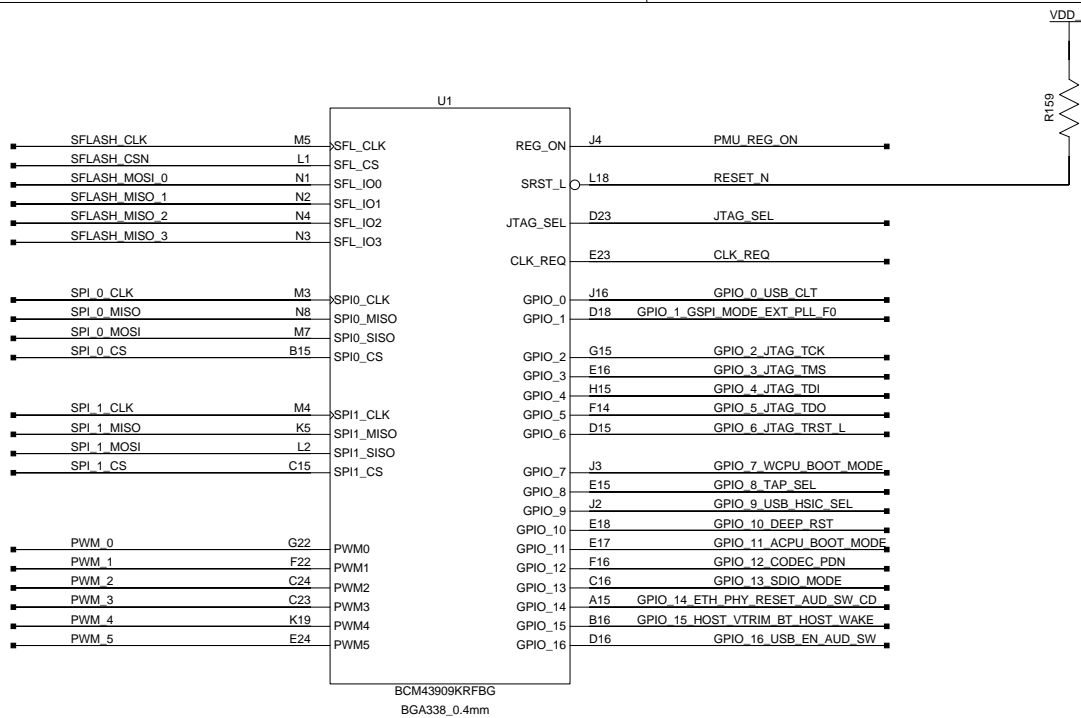 VDD_
R159
U1
SFLASH_CLK M5 SFL_CLK REG_ON J4 PMU_REG_ON
SFLASH_CSN L1 SFL_CS
SFLASH_MOSI_0 N1 SFL_IO0 SRST_L L18 RESET_N
SFLASH_MISO_1 N2 SFL_IO1
SFLASH_MISO_2 N4 SFL_IO2 JTAG_SEL D23 JTAG_SEL
SFLASH_MISO_3 N3 SFL_IO3
CLK_REQ E23 CLK_REQ
SPI_0_CLK M3 SPI0_CLK GPIO_0 J16 GPIO_0_USB_CLT
SPI_0_MISO N8 SPI0_MISO GPIO_1 D18 GPIO_1_GSPI_MODE_EXT_PLL_F0
SPI_0_MOSI M7 SPI0_SISO
SPI_0_CS B15 SPI0_CS GPIO_2 G15 GPIO_2_JTAG_TCK
GPIO_3 E16 GPIO_3_JTAG_TMS
GPIO_4 H15 GPIO_4_JTAG_TDI
SPI_1_CLK M4 SPI1_CLK GPIO_5 F14 GPIO_5_JTAG_TDO
SPI_1_MISO K5 SPI1_MISO GPIO_6 D15 GPIO_6_JTAG_TRST_L
SPI_1_MOSI L2 SPI1_SISO
SPI_1_CS C15 SPI1_CS GPIO_7 J3 GPIO_7_WCPU_BOOT_MODE
GPIO_8 E15 GPIO_8_TAP_SEL
GPIO_9 J2 GPIO_9_USB_HSIC_SEL
GPIO_10 E18 GPIO_10_DEEP_RST
PWM_0 G22 PWM0 GPIO_11 E17 GPIO_11_ACPU_BOOT_MODE
PWM_1 F22 PWM1 GPIO_12 F16 GPIO_12_CODEC_PDN
PWM_2 C24 PWM2 GPIO_13 C16 GPIO_13_SDIO_MODE
PWM_3 C23 PWM3 GPIO_14 A15 GPIO_14_ETH_PHY_RESET_AUD_SW_CD
PWM_4 K19 PWM4 GPIO_15 B16 GPIO_15_HOST_VTRIM_BT_HOST_WAKE
PWM_5 E24 PWM5 GPIO_16 D16 GPIO_16_USB_EN_AUD_SW
BCM43909KRFBG
BGA338_0.4mm